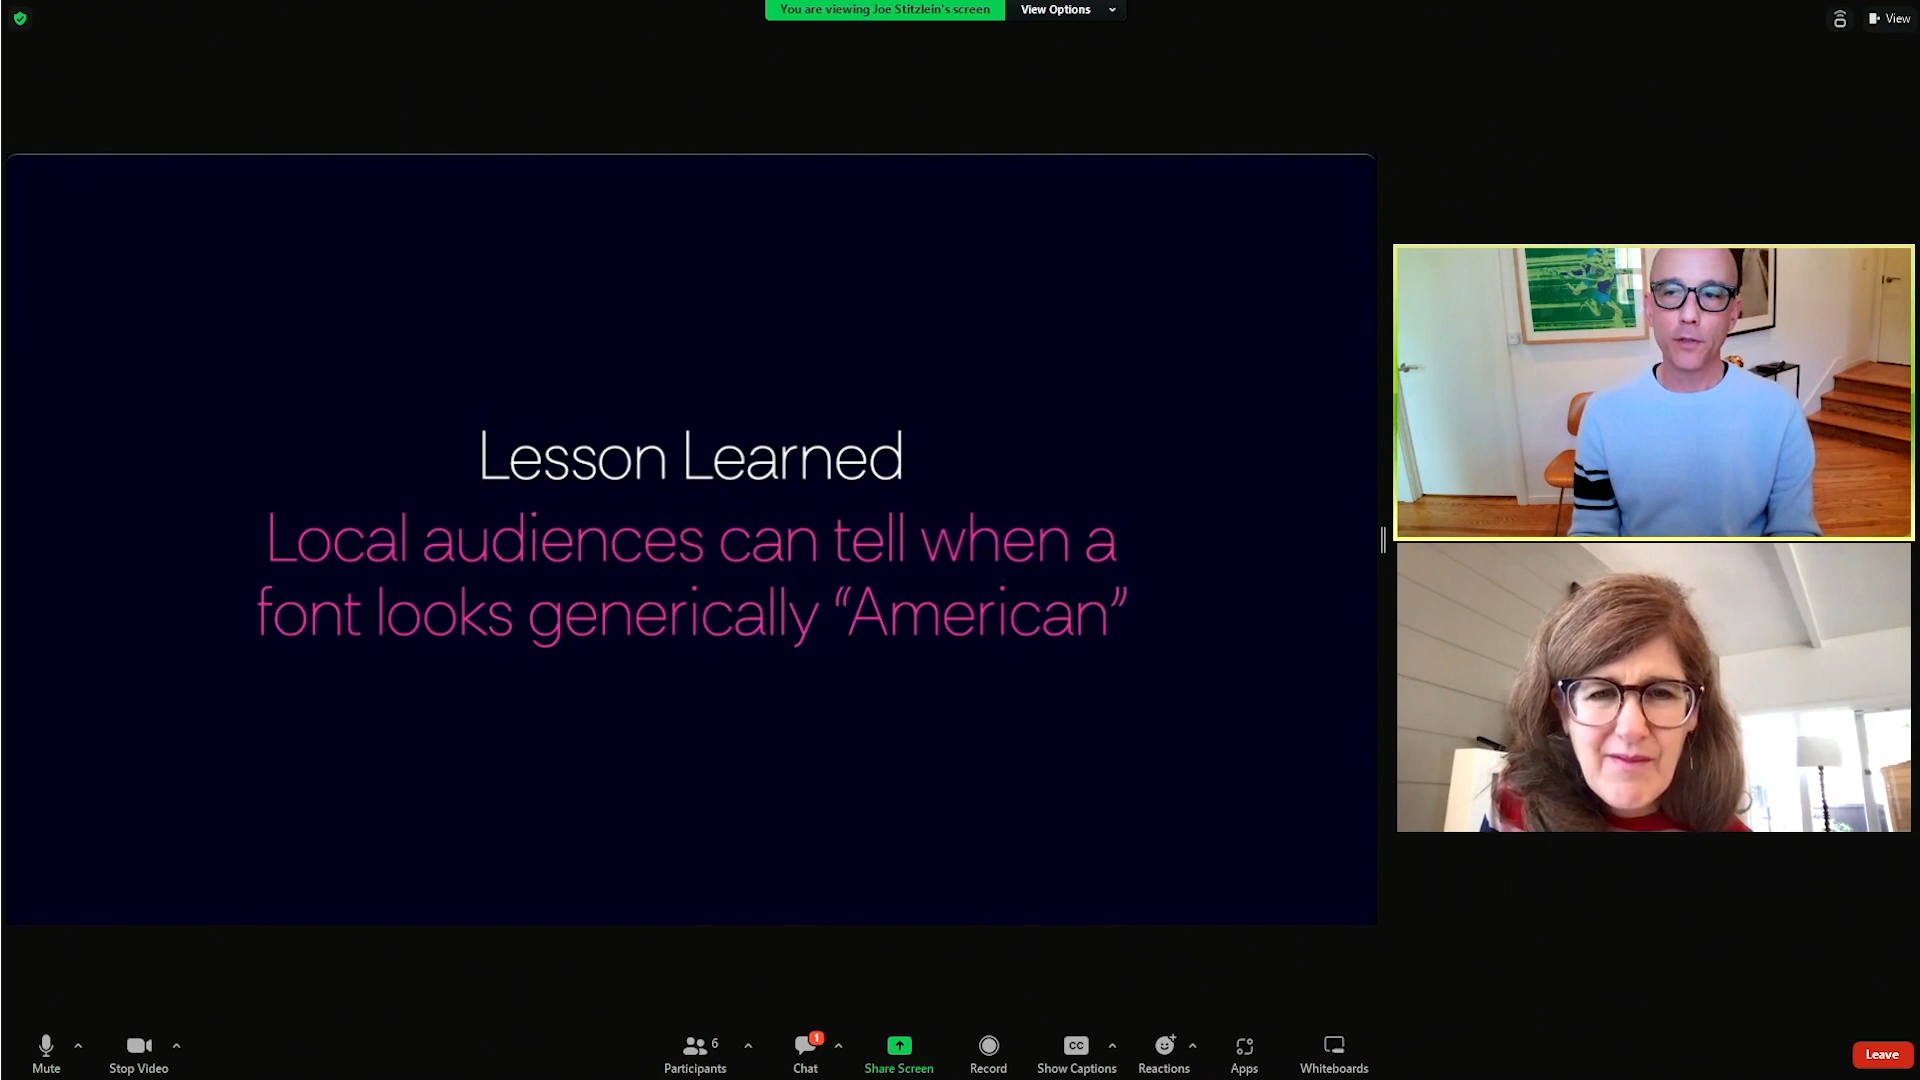 You are viewing Joe Stitzlein's screen
View Options
View
Lesson Learned
Local audiences can tell when a
font looks generically “American”
Mute
Stop Video
6
Participants
1
Chat
Share Screen
Record
CC
Show Captions
Reactions
Apps
Whiteboards
Leave